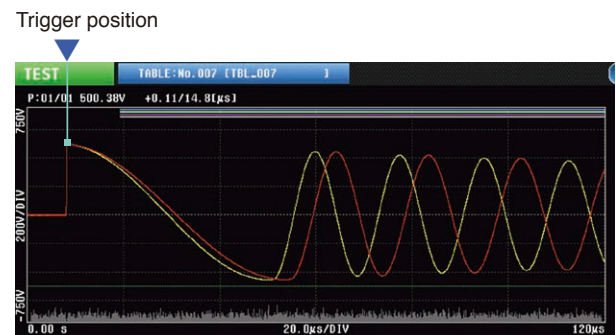 Trigger position
TEST
TABLE:No.007 [TBL_007 ]
P:01/01 500.38V +0.11/14.8[µs]
750V
200V/DIV
-750V
0.00 s
20.0µs/DIV
120µs